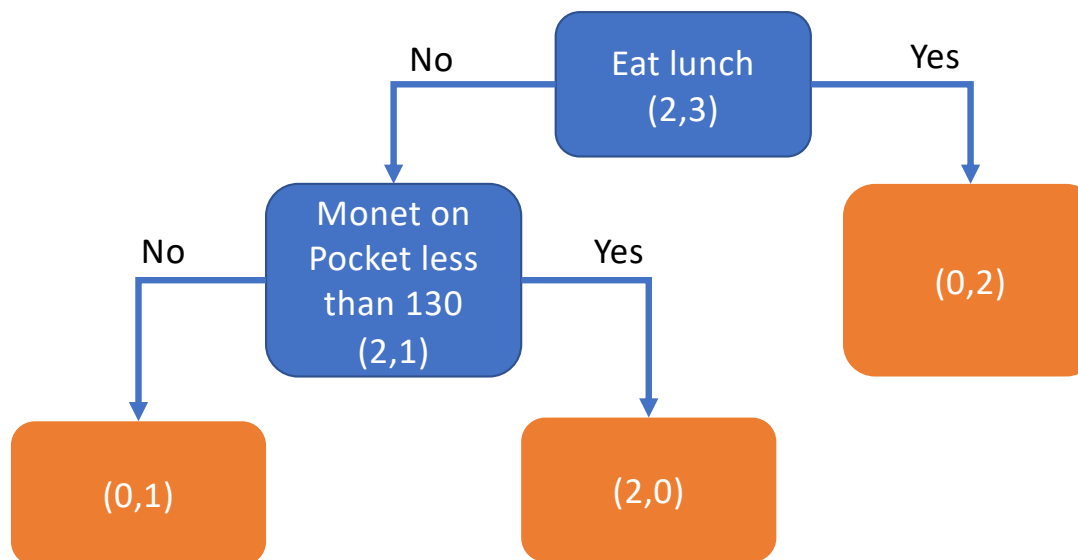 No
Eat lunch
(2,3)
Yes
No
Monet on
Pocket less
than 130
(2,1)
Yes
(0,2)
(0,1)
(2,0)